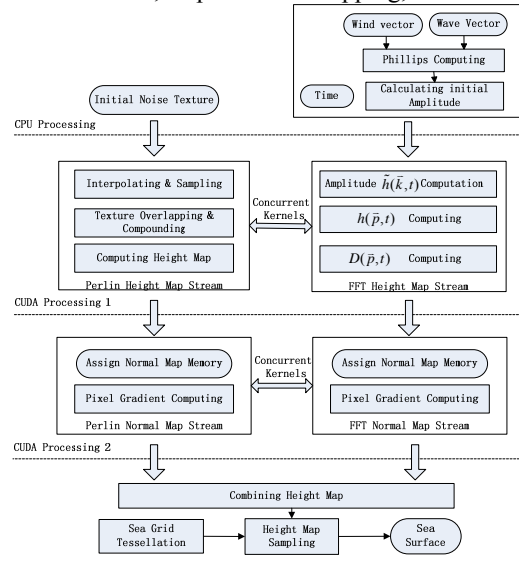 Wind vector
Wave Vector
Phillips Computing
Time
Calculating initial
Amplitude
Initial Noise Texture
CPU Processing
Interpolating & Sampling
Texture Overlapping &
Compounding
Computing Height Map
Perlin Height Map Stream
Concurrent
Kernels
Amplitude h̃(k̄,t) Computation
h(p̄,t) Computing
D(p̄,t) Computing
FFT Height Map Stream
CUDA Processing 1
Assign Normal Map Memory
Pixel Gradient Computing
Perlin Normal Map Stream
Concurrent
Kernels
Assign Normal Map Memory
Pixel Gradient Computing
FFT Normal Map Stream
CUDA Processing 2
Combining Height Map
Sea Grid
Tessellation
Height Map
Sampling
Sea
Surface